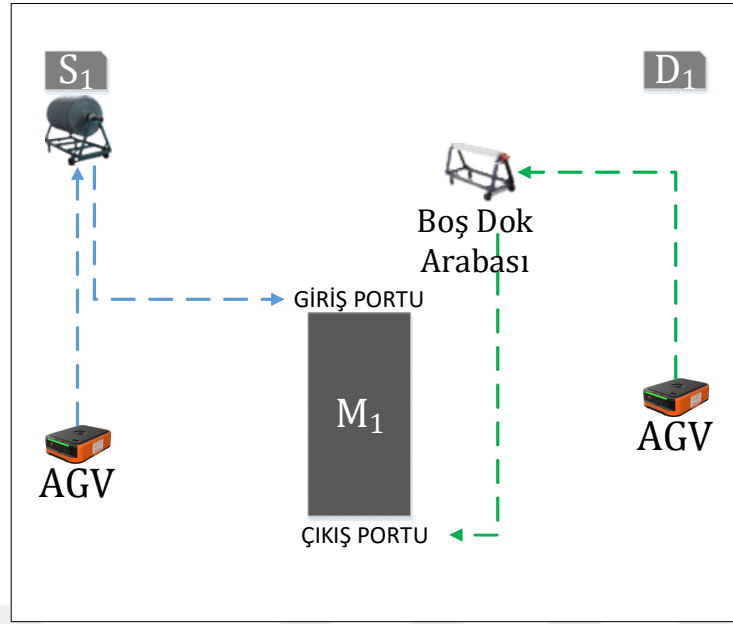 S₁
D₁
Boş Dok
Arabası
GİRİŞ PORTU
M₁
AGV
AGV
ÇIKIŞ PORTU